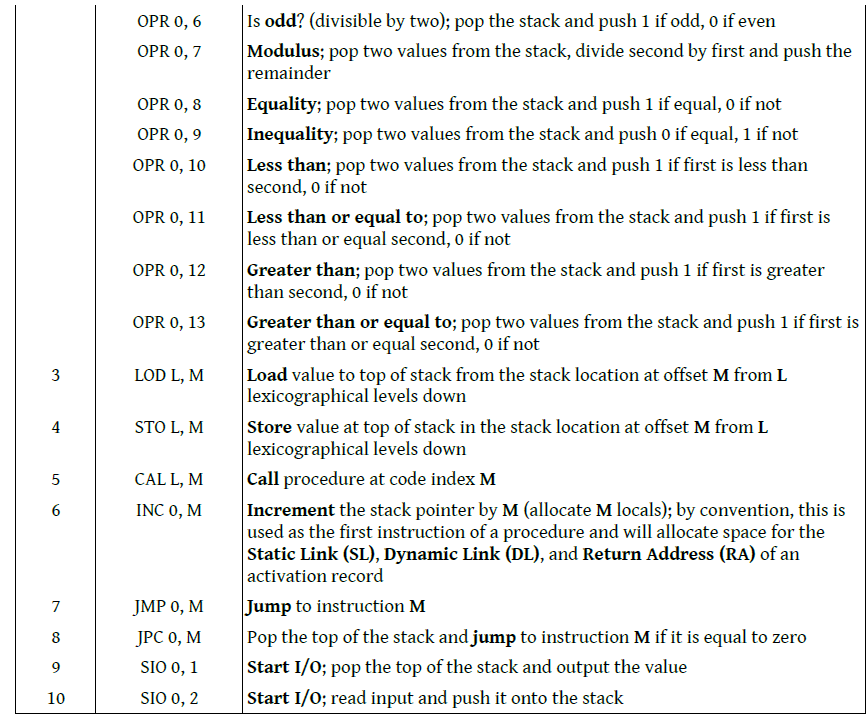 OPR 0, 6 Is odd? (divisible by two); pop the stack and push 1 if odd, 0 if even
OPR 0, 7 Modulus; pop two values from the stack, divide second by first and push the
remainder
OPR 0, 8 Equality; pop two values from the stack and push 1 if equal, 0 if not
OPR 0, 9 Inequality; pop two values from the stack and push 0 if equal, 1 if not
OPR 0, 10 Less than; pop two values from the stack and push 1 if first is less than
second, 0 if not
OPR 0, 11 Less than or equal to; pop two values from the stack and push 1 if first is
less than or equal second, 0 if not
OPR 0, 12 Greater than; pop two values from the stack and push 1 if first is greater
than second, 0 if not
OPR 0, 13 Greater than or equal to; pop two values from the stack and push 1 if first is
greater than or equal second, 0 if not
3 LOD L, M Load value to top of stack from the stack location at offset M from L
lexicographical levels down
4 STO L, M Store value at top of stack in the stack location at offset M from L
lexicographical levels down
5 CAL L, M Call procedure at code index M
6 INC 0, M Increment the stack pointer by M (allocate M locals); by convention, this is
used as the first instruction of a procedure and will allocate space for the
Static Link (SL), Dynamic Link (DL), and Return Address (RA) of an
activation record
7 JMP 0, M Jump to instruction M
8 JPC 0, M Pop the top of the stack and jump to instruction M if it is equal to zero
9 SIO 0, 1 Start I/O; pop the top of the stack and output the value
10 SIO 0, 2 Start I/O; read input and push it onto the stack